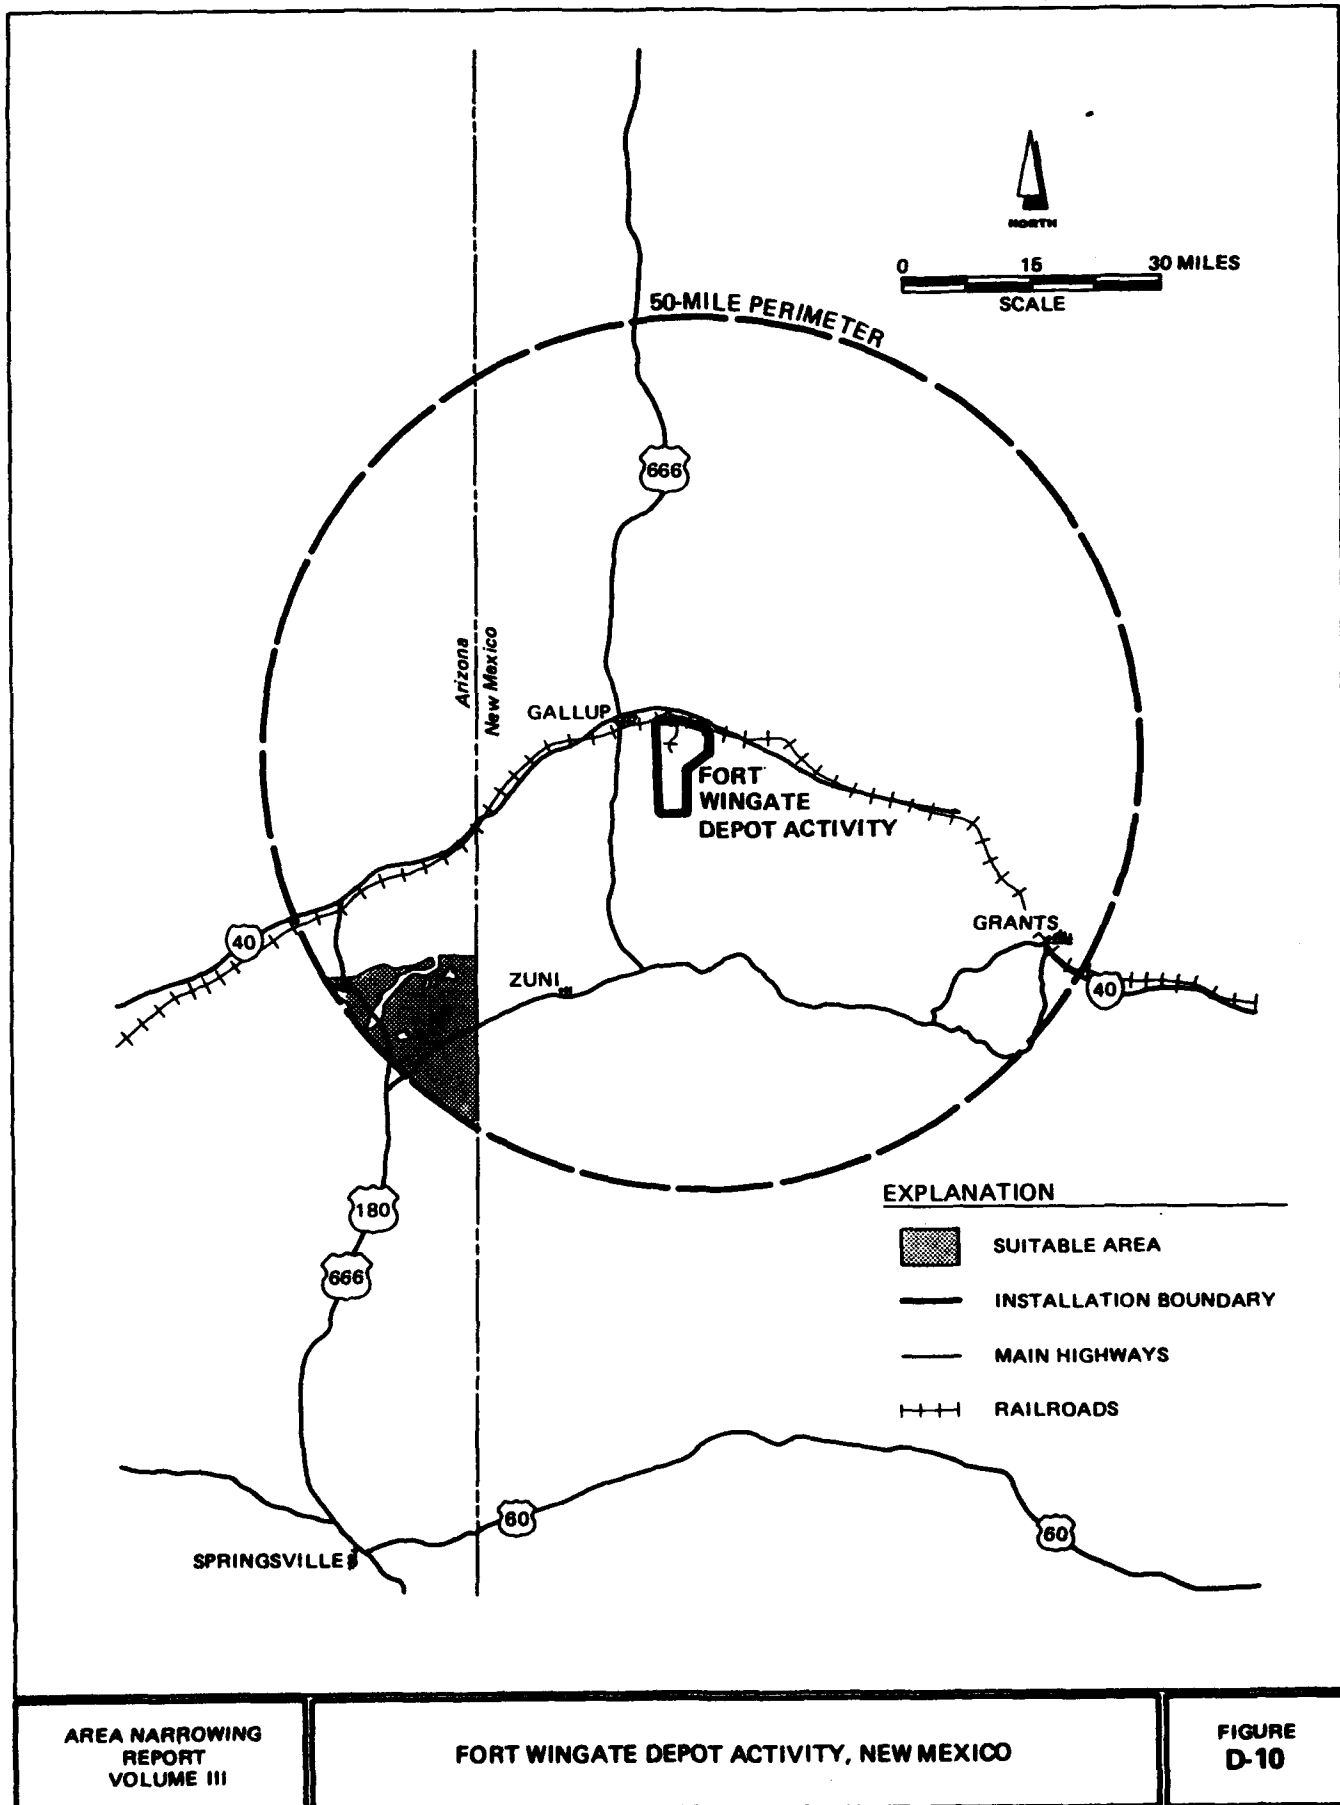 NORTH
0 15 30 MILES
SCALE
50-MILE PERIMETER
666
Arizona
New Mexico
GALLUP
FORT
WINGATE
DEPOT ACTIVITY
40
GRANTS
ZUNI
40
180
666
EXPLANATION
SUITABLE AREA
INSTALLATION BOUNDARY
MAIN HIGHWAYS
RAILROADS
60
60
SPRINGSVILLE
AREA NARROWING
REPORT
VOLUME III
FORT WINGATE DEPOT ACTIVITY, NEW MEXICO
FIGURE
D-10